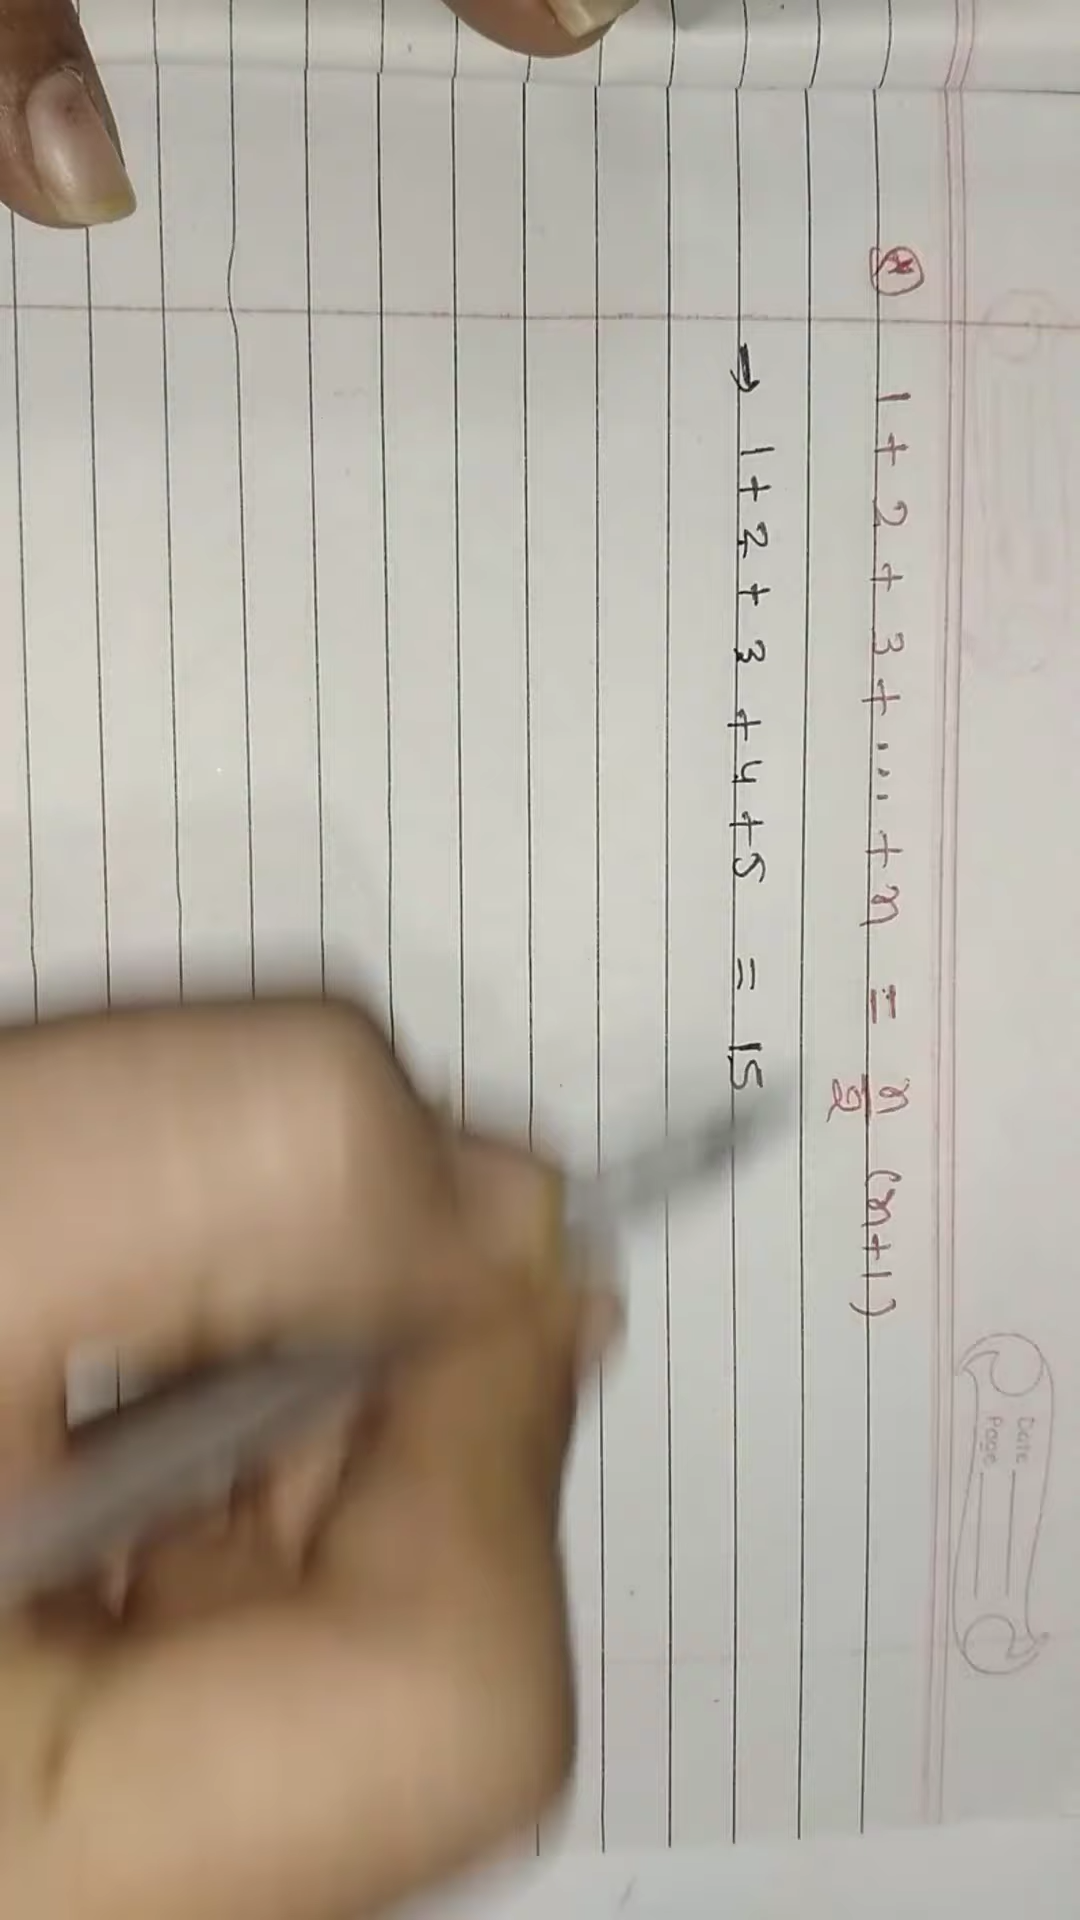 Date
Page
* 1 + 2 + 3 + ... + n = n/2 (n+1)
→ 1 + 2 + 3 + 4 + 5 = 15